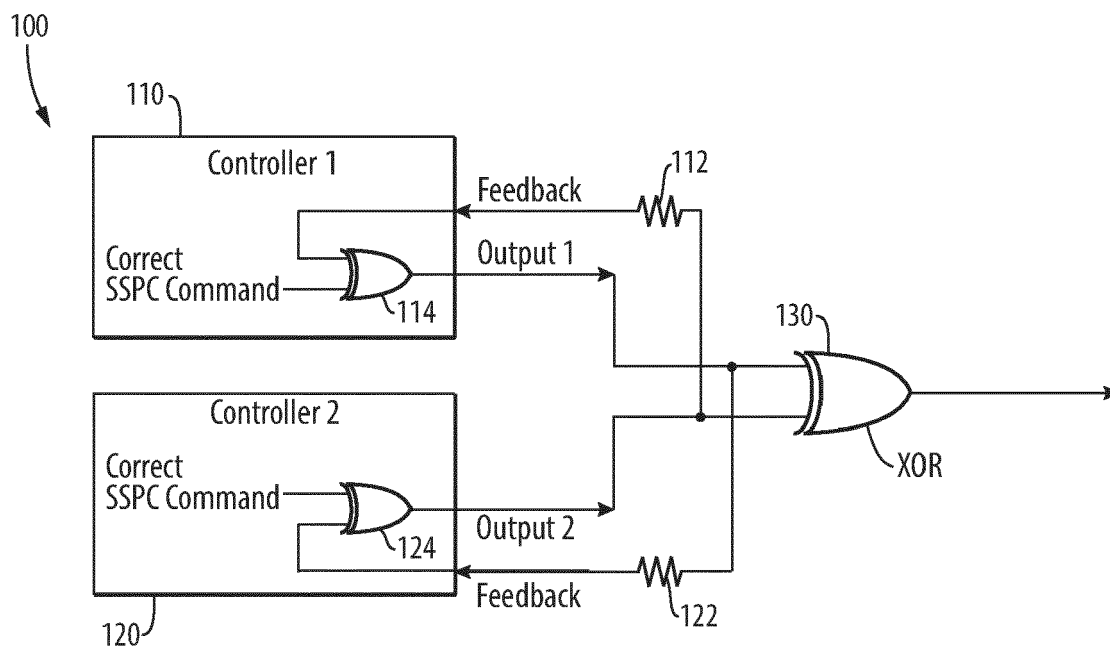 100
110
Controller 1
Feedback
112
Correct
SSPC Command
Output 1
114
130
Controller 2
Correct
SSPC Command
XOR
Output 2
124
Feedback
122
120